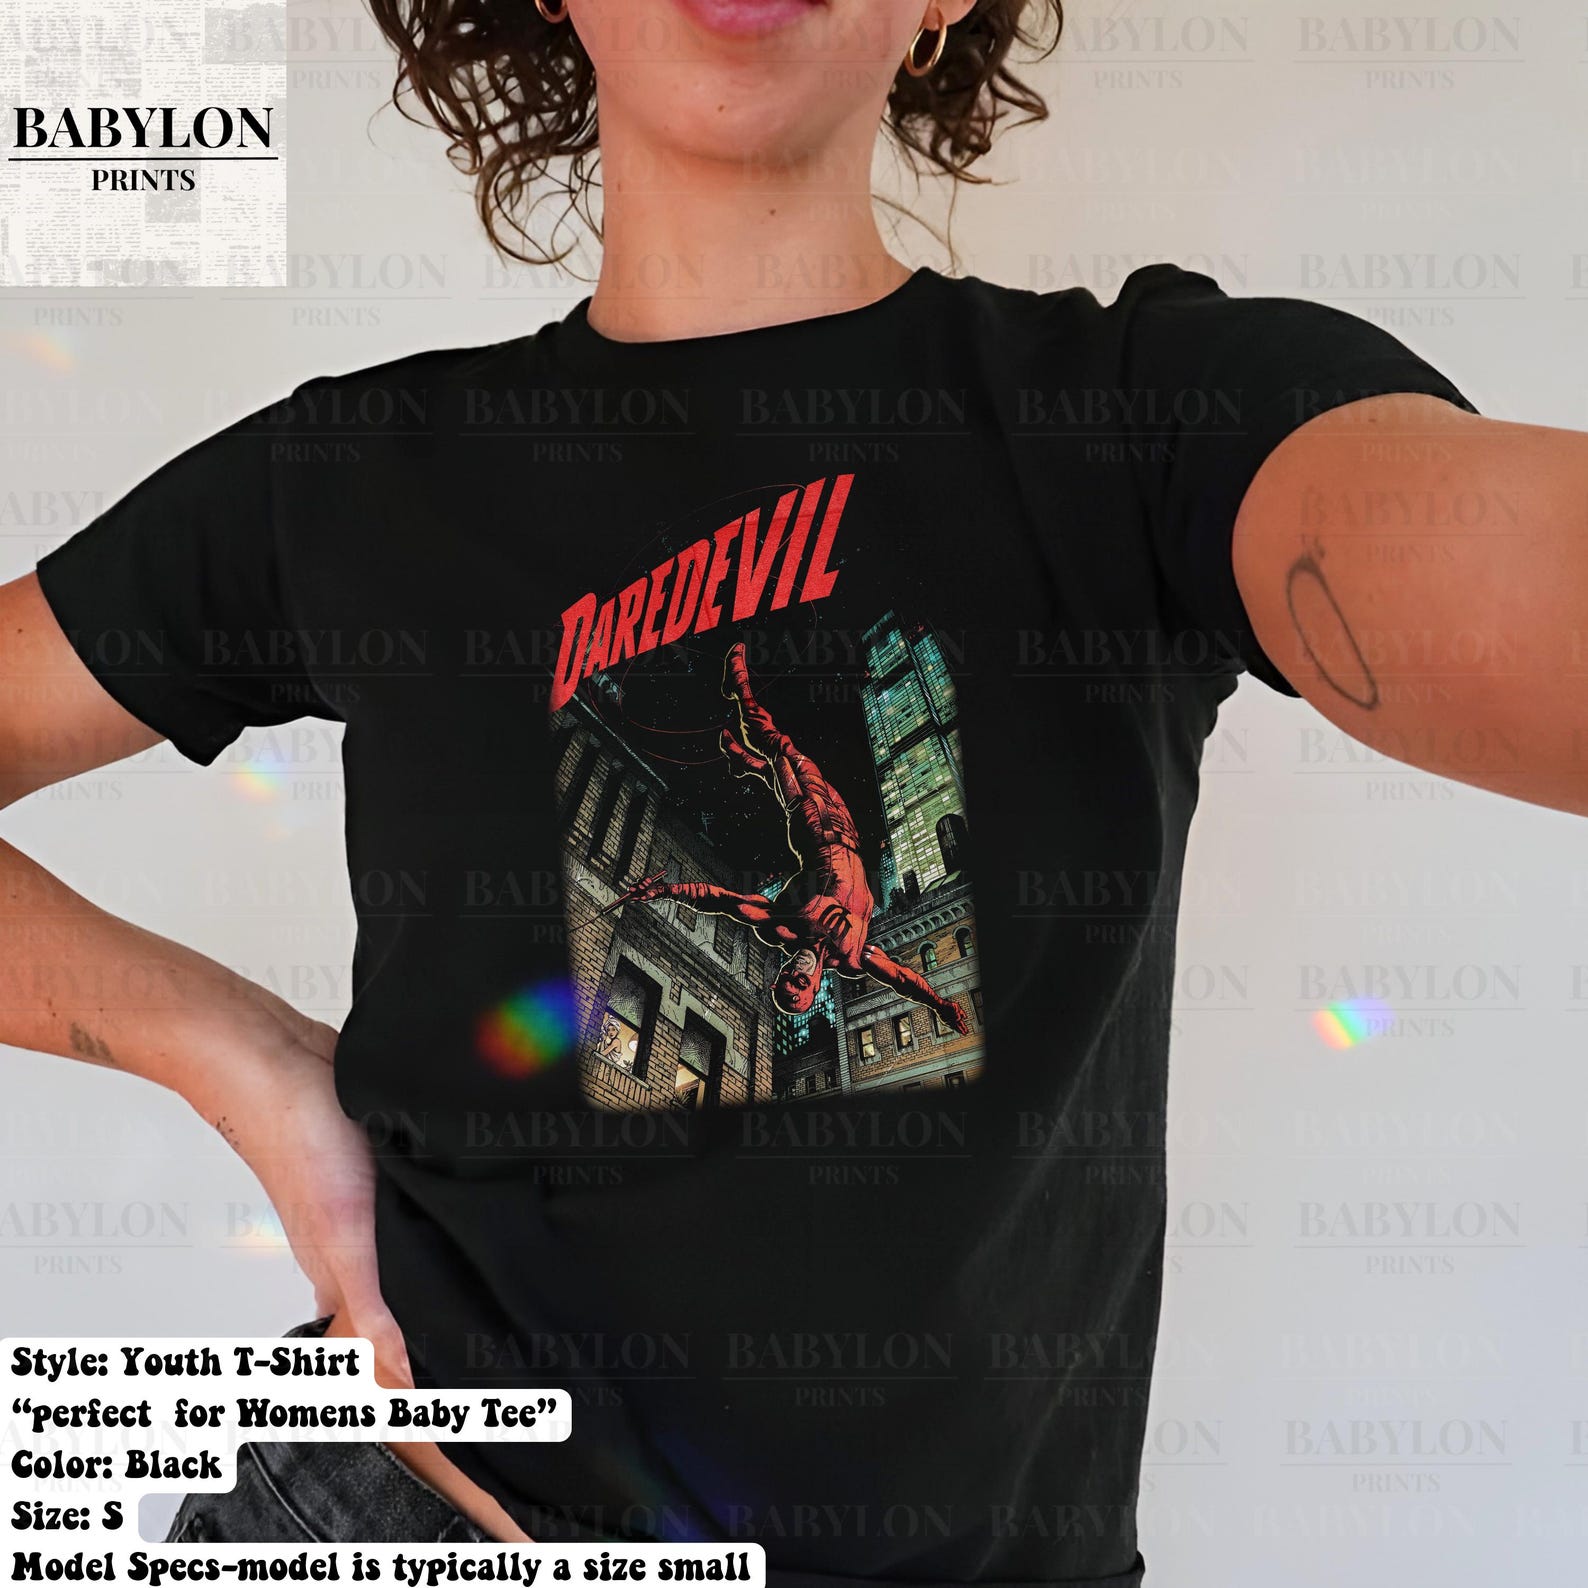 BABYLON
PRINTS
DAREDEVIL
Style: Youth T-Shirt
“perfect for Womens Baby Tee”
Color: Black
Size: S
Model Specs-model is typically a size small